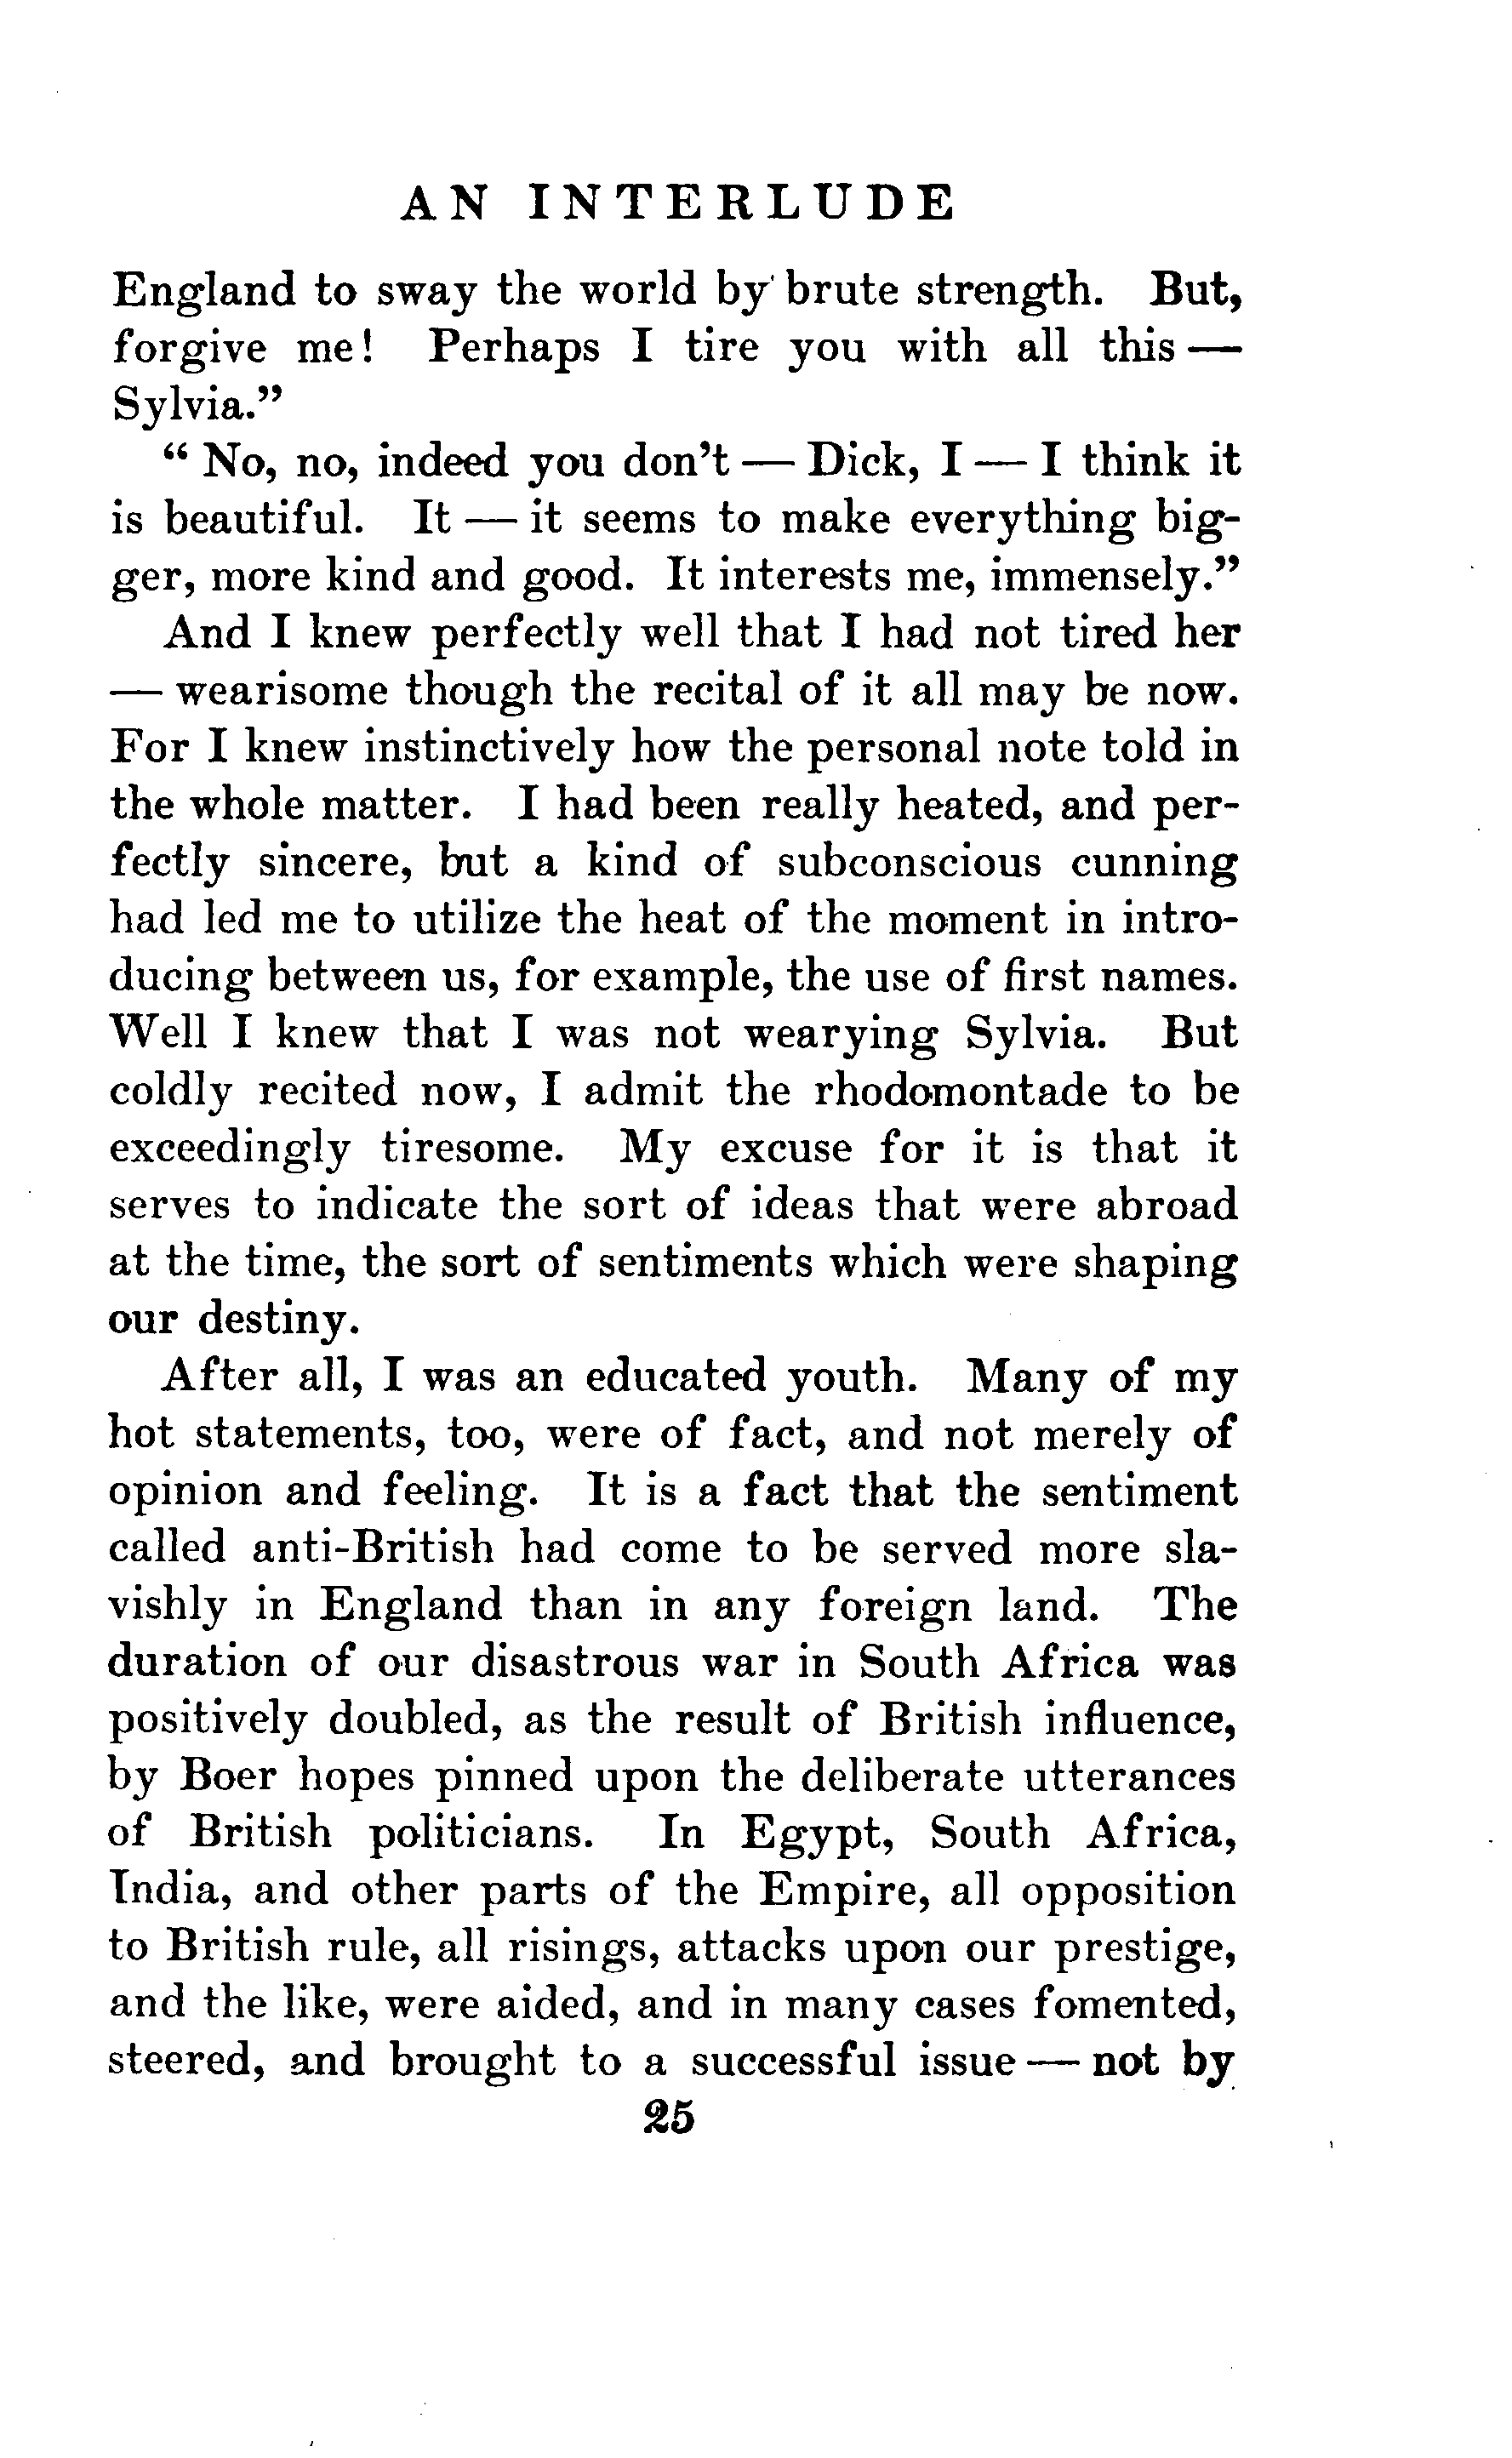 AN INTERLUDE
England to sway the world by brute strength. But,
forgive me! Perhaps I tire you with all this —
Sylvia."
" No, no, indeed you don't — Dick, I — I think it
is beautiful. It — it seems to make everything big-
ger, more kind and good. It interests me, immensely."
And I knew perfectly well that I had not tired her
— wearisome though the recital of it all may be now.
For I knew instinctively how the personal note told in
the whole matter. I had been really heated, and per-
fectly sincere, but a kind of subconscious cunning
had led me to utilize the heat of the moment in intro-
ducing between us, for example, the use of first names.
Well I knew that I was not wearying Sylvia. But
coldly recited now, I admit the rhodomontade to be
exceedingly tiresome. My excuse for it is that it
serves to indicate the sort of ideas that were abroad
at the time, the sort of sentiments which were shaping
our destiny.
After all, I was an educated youth. Many of my
hot statements, too, were of fact, and not merely of
opinion and feeling. It is a fact that the sentiment
called anti-British had come to be served more sla-
vishly in England than in any foreign land. The
duration of our disastrous war in South Africa was
positively doubled, as the result of British influence,
by Boer hopes pinned upon the deliberate utterances
of British politicians. In Egypt, South Africa,
India, and other parts of the Empire, all opposition
to British rule, all risings, attacks upon our prestige,
and the like, were aided, and in many cases fomented,
steered, and brought to a successful issue — not by
25